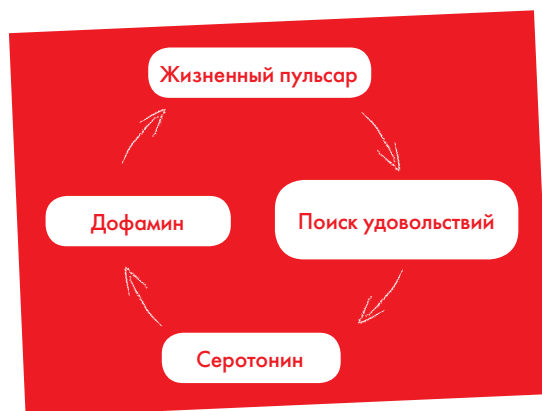 Жизненный пульсар
Поиск удовольствий
Серотонин
Дофамин